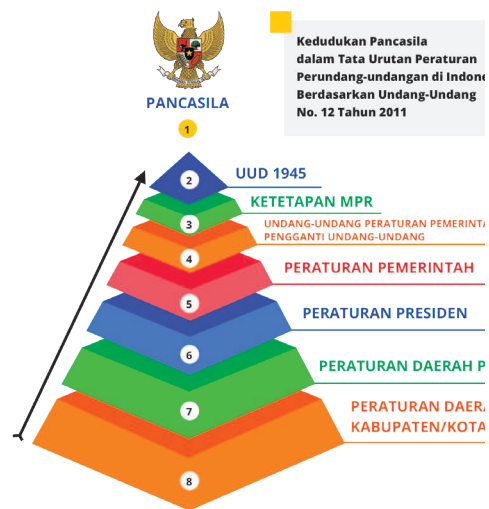 Kedudukan Pancasila
dalam Tata Urutan Peraturan
Perundang-undangan di Indone
Berdasarkan Undang-Undang
No. 12 Tahun 2011
PANCASILA
1
2
UUD 1945
3
KETETAPAN MPR
4
UNDANG-UNDANG PERATURAN PEMERINTA
PENGGANTI UNDANG-UNDANG
5
PERATURAN PEMERINTAH
6
PERATURAN PRESIDEN
7
PERATURAN DAERAH P
8
PERATURAN DAERA
KABUPATEN/KOTA